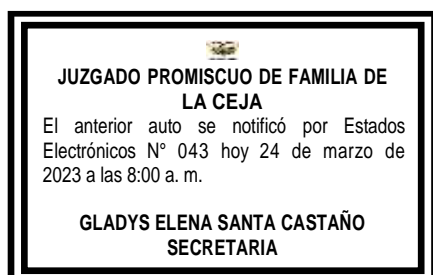 JUZGADO PROMISCUO DE FAMILIA DE
LA CEJA
El anterior auto se notificó por Estados
Electrónicos N° 043 hoy 24 de marzo de
2023 a las 8:00 a. m.
GLADYS ELENA SANTA CASTAÑO
SECRETARIA